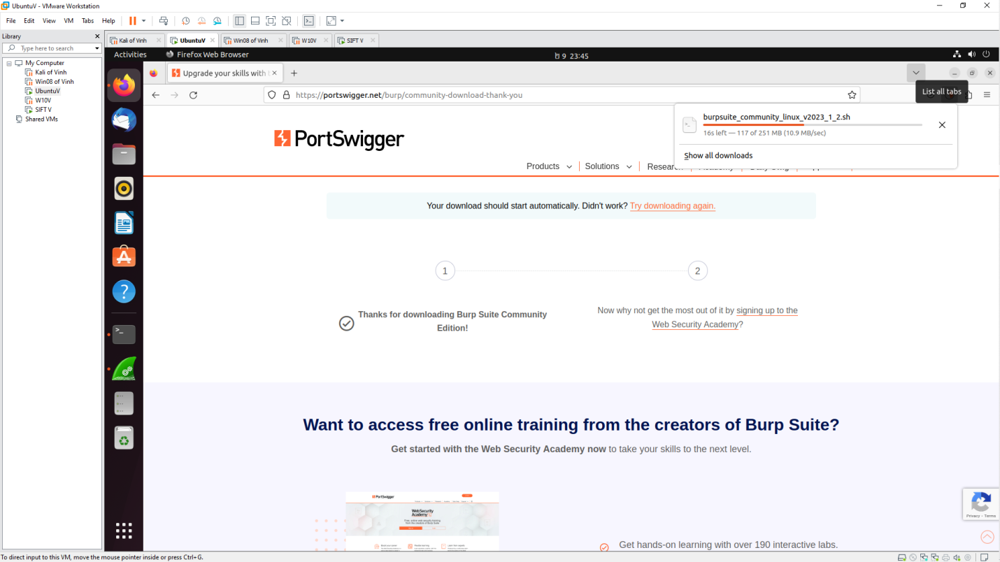 UbuntuV - VMware Workstation
File Edit View VM Tabs Help
Library
Type here to search
My Computer
Kali of Vinh
Win08 of Vinh
UbuntuV
W10V
SIFT V
Shared VMs
Kali of Vinh UbuntuV Win08 of Vinh W10V SIFT V
Activities Firefox Web Browser 9 23:45
Upgrade your skills with
List all tabs
https://portswigger.net/burp/community-download-thank-you
burpsuite_community_linux_v2023_1_2.sh
16s left — 117 of 251 MB (10.9 MB/sec)
Show all downloads
PortSwigger
Products Solutions Research
Your download should start automatically. Didn't work? Try downloading again.
1 2
Thanks for downloading Burp Suite Community
Edition!
Now why not get the most out of it by signing up to the
Web Security Academy?
Want to access free online training from the creators of Burp Suite?
Get started with the Web Security Academy now to take your skills to the next level.
PortSwigger
WebSecurity
Academy
Get hands-on learning with over 190 interactive labs.
Privacy - Terms
To direct input to this VM, move the mouse pointer inside or press Ctrl+G.